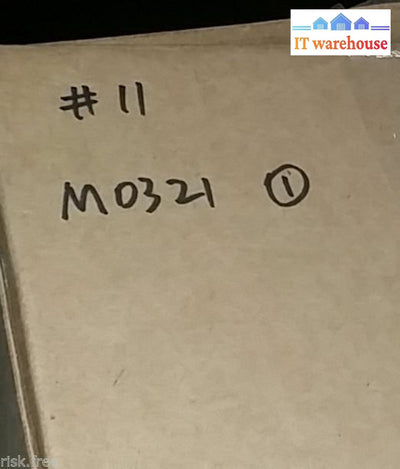 IT warehouse
# 11
M0321 ①
risk.free